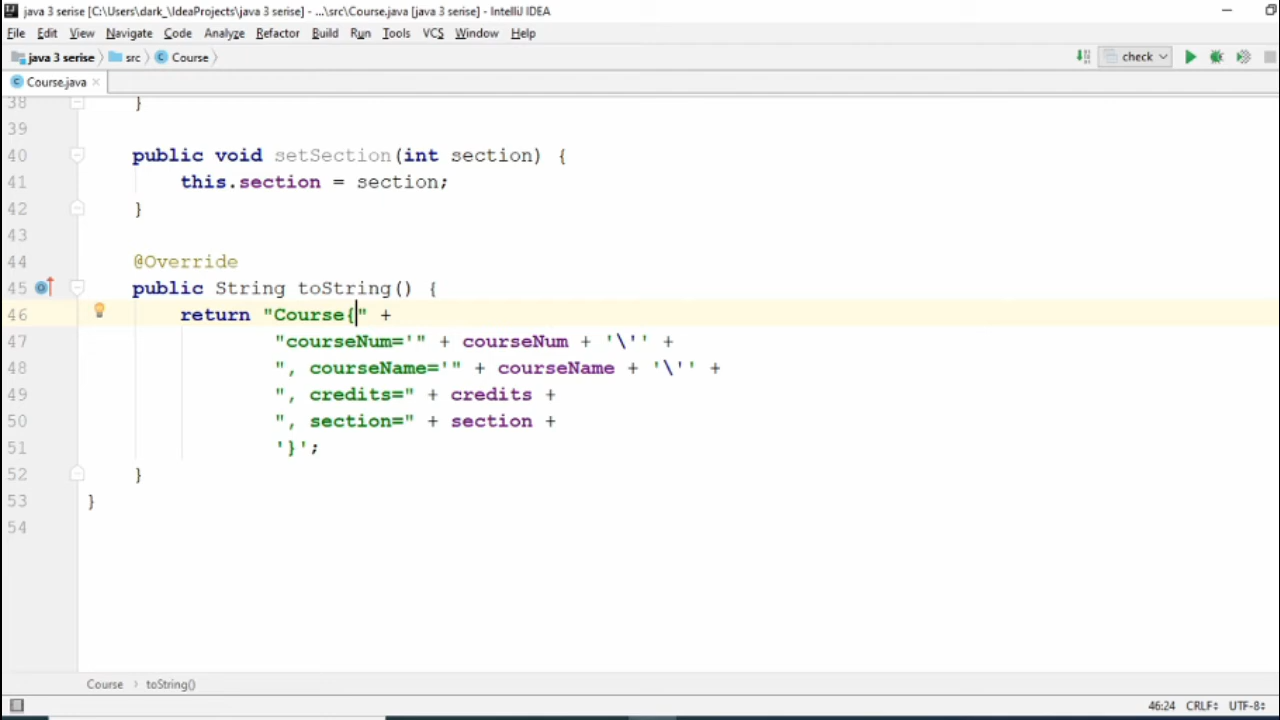 java 3 serise [C:\Users\dark_\IdeaProjects\java 3 serise] - ...\src\Course.java [java 3 serise] - IntelliJ IDEA
File Edit View Navigate Code Analyze Refactor Build Run Tools VCS Window Help
java 3 serise src Course check
Course.java
38 }
39
40 public void setSection(int section) {
41 this.section = section;
42 }
43
44 @Override
45 public String toString() {
46 return "Course{" +
47 "courseNum='" + courseNum + '\'' +
48 ", courseName='" + courseName + '\'' +
49 ", credits=" + credits +
50 ", section=" + section +
51 '}';
52 }
53 }
54
Course toString()
46:24 CRLF UTF-8